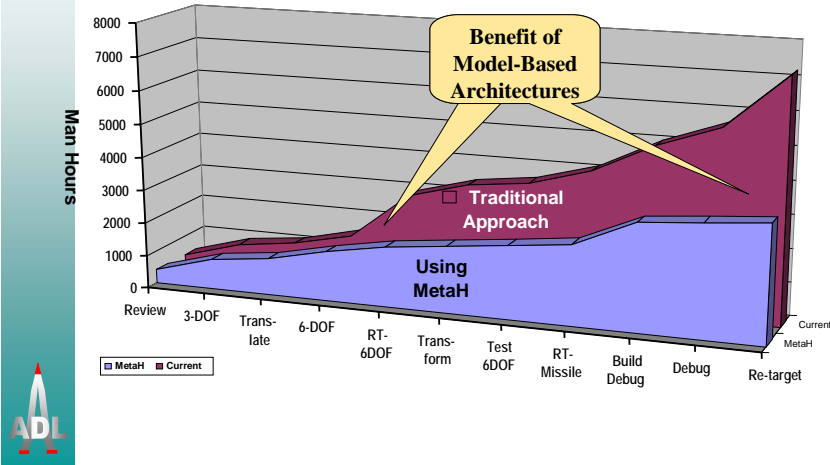 8000
7000
6000
5000
4000
3000
2000
1000
0
Man Hours
Benefit of
Model-Based
Architectures
Traditional
Approach
Using
MetaH
Review
3-DOF
Trans-
late
6-DOF
RT-
6DOF
Trans-
form
Test
6DOF
RT-
Missile
Build
Debug
Debug
Re-target
Current
MetaH
MetaH Current
ADL